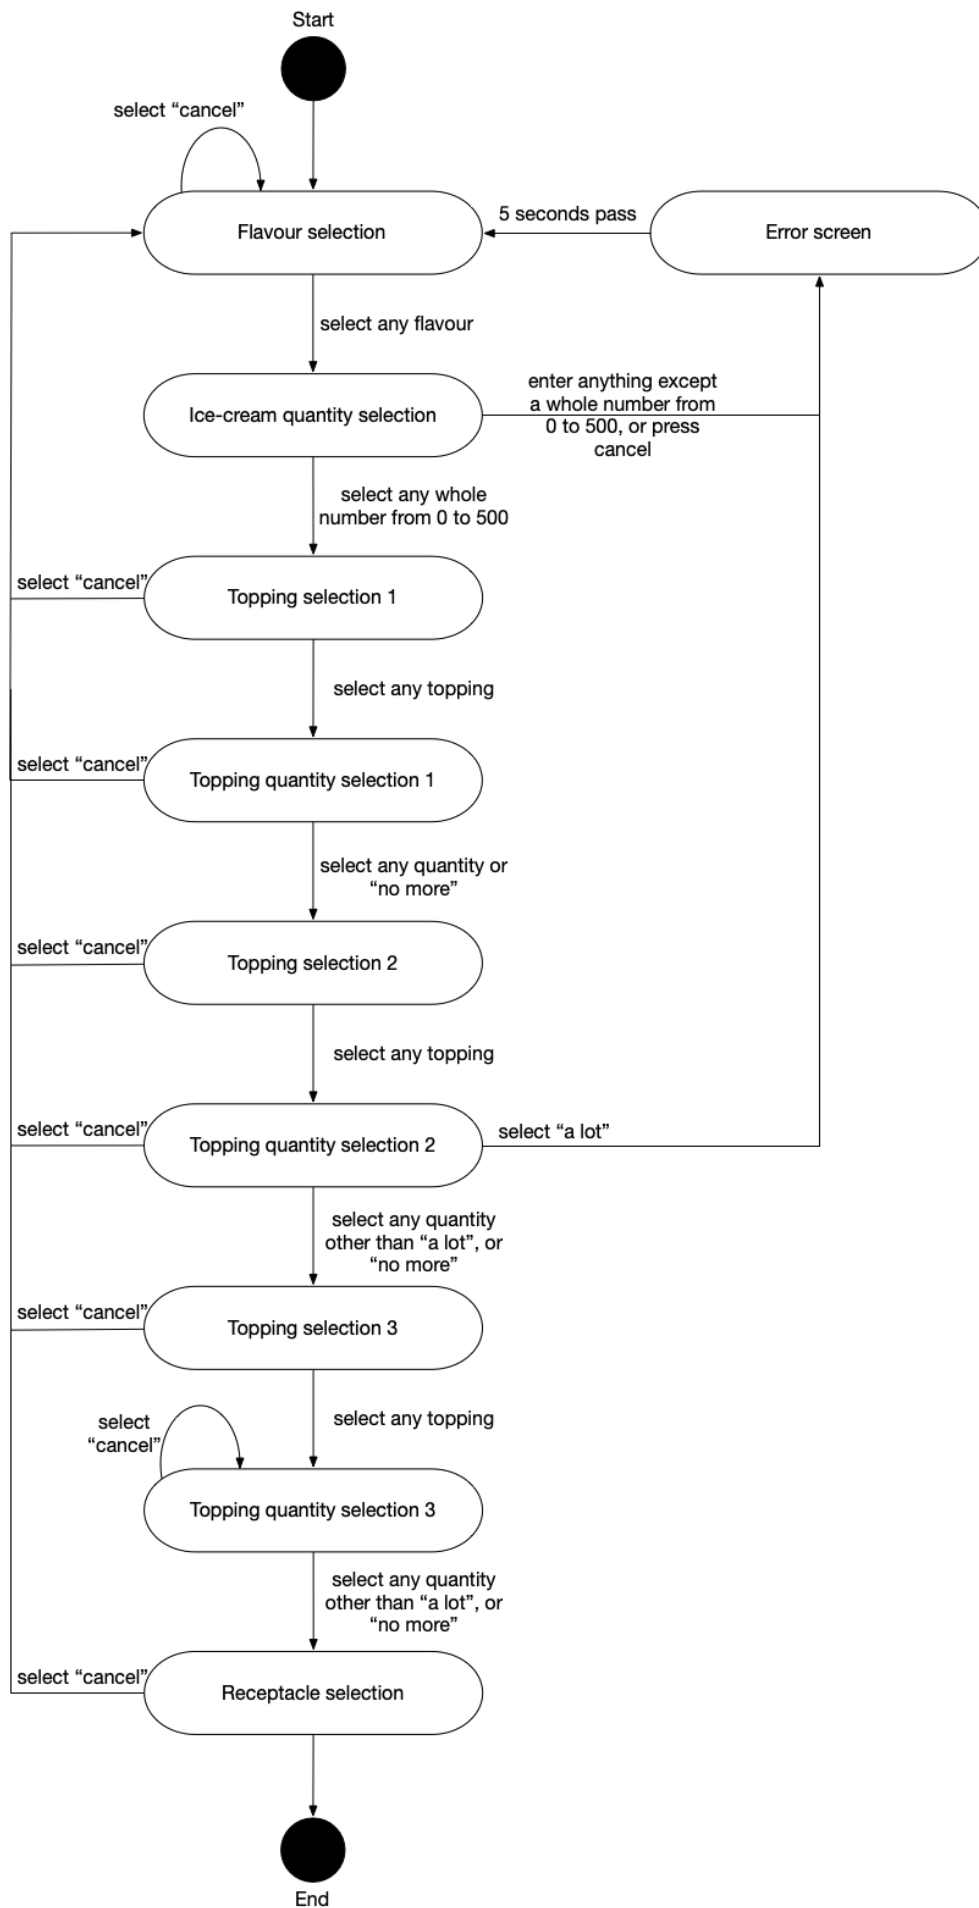 Start
select “cancel”
Flavour selection
5 seconds pass
Error screen
select any flavour
Ice-cream quantity selection
enter anything except
a whole number from
0 to 500, or press
cancel
select any whole
number from 0 to 500
select “cancel”
Topping selection 1
select any topping
select “cancel”
Topping quantity selection 1
select any quantity or
“no more”
select “cancel”
Topping selection 2
select any topping
select “cancel”
Topping quantity selection 2
select “a lot”
select any quantity
other than “a lot”, or
“no more”
select “cancel”
Topping selection 3
select any topping
select
“cancel”
Topping quantity selection 3
select any quantity
other than “a lot”, or
“no more”
select “cancel”
Receptacle selection
End